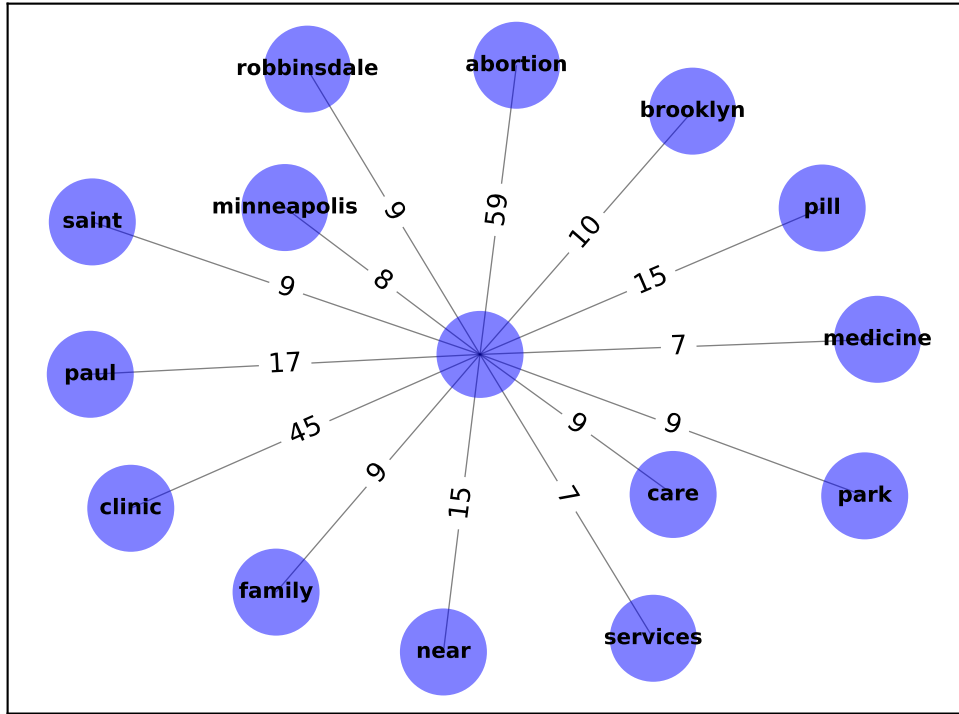 abortion
robbinsdale
brooklyn
minneapolis
pill
saint
9
59
10
8
15
9
medicine
7
17
paul
45
9
9
9
15
7
care
park
clinic
family
services
near